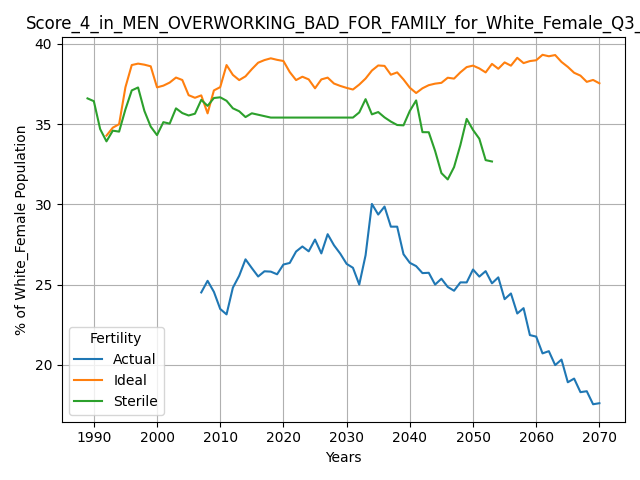 Score_4_in_MEN_OVERWORKING_BAD_FOR_FAMILY_for_White_Female_Q3_
40
35
30
25
20
% of White_Female Population
Fertility
Actual
Ideal
Sterile
1990 2000 2010 2020 2030 2040 2050 2060 2070
Years